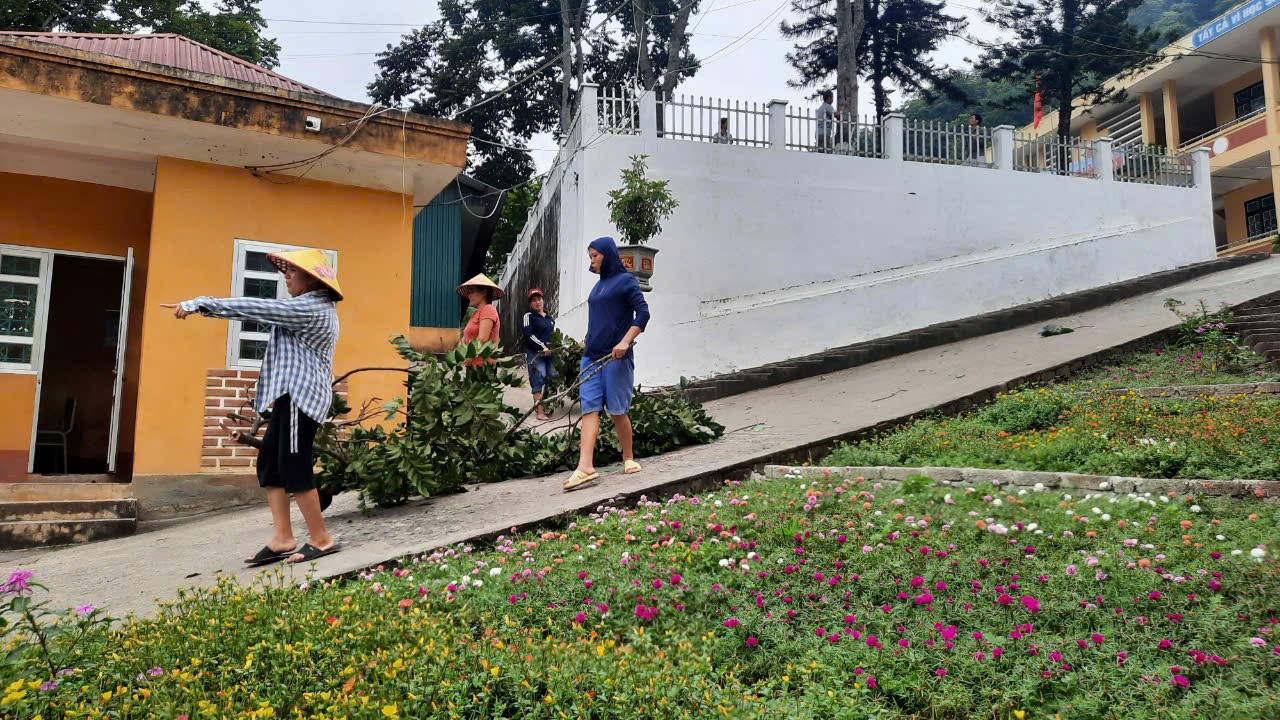 TẤT CẢ VÌ HỌC S